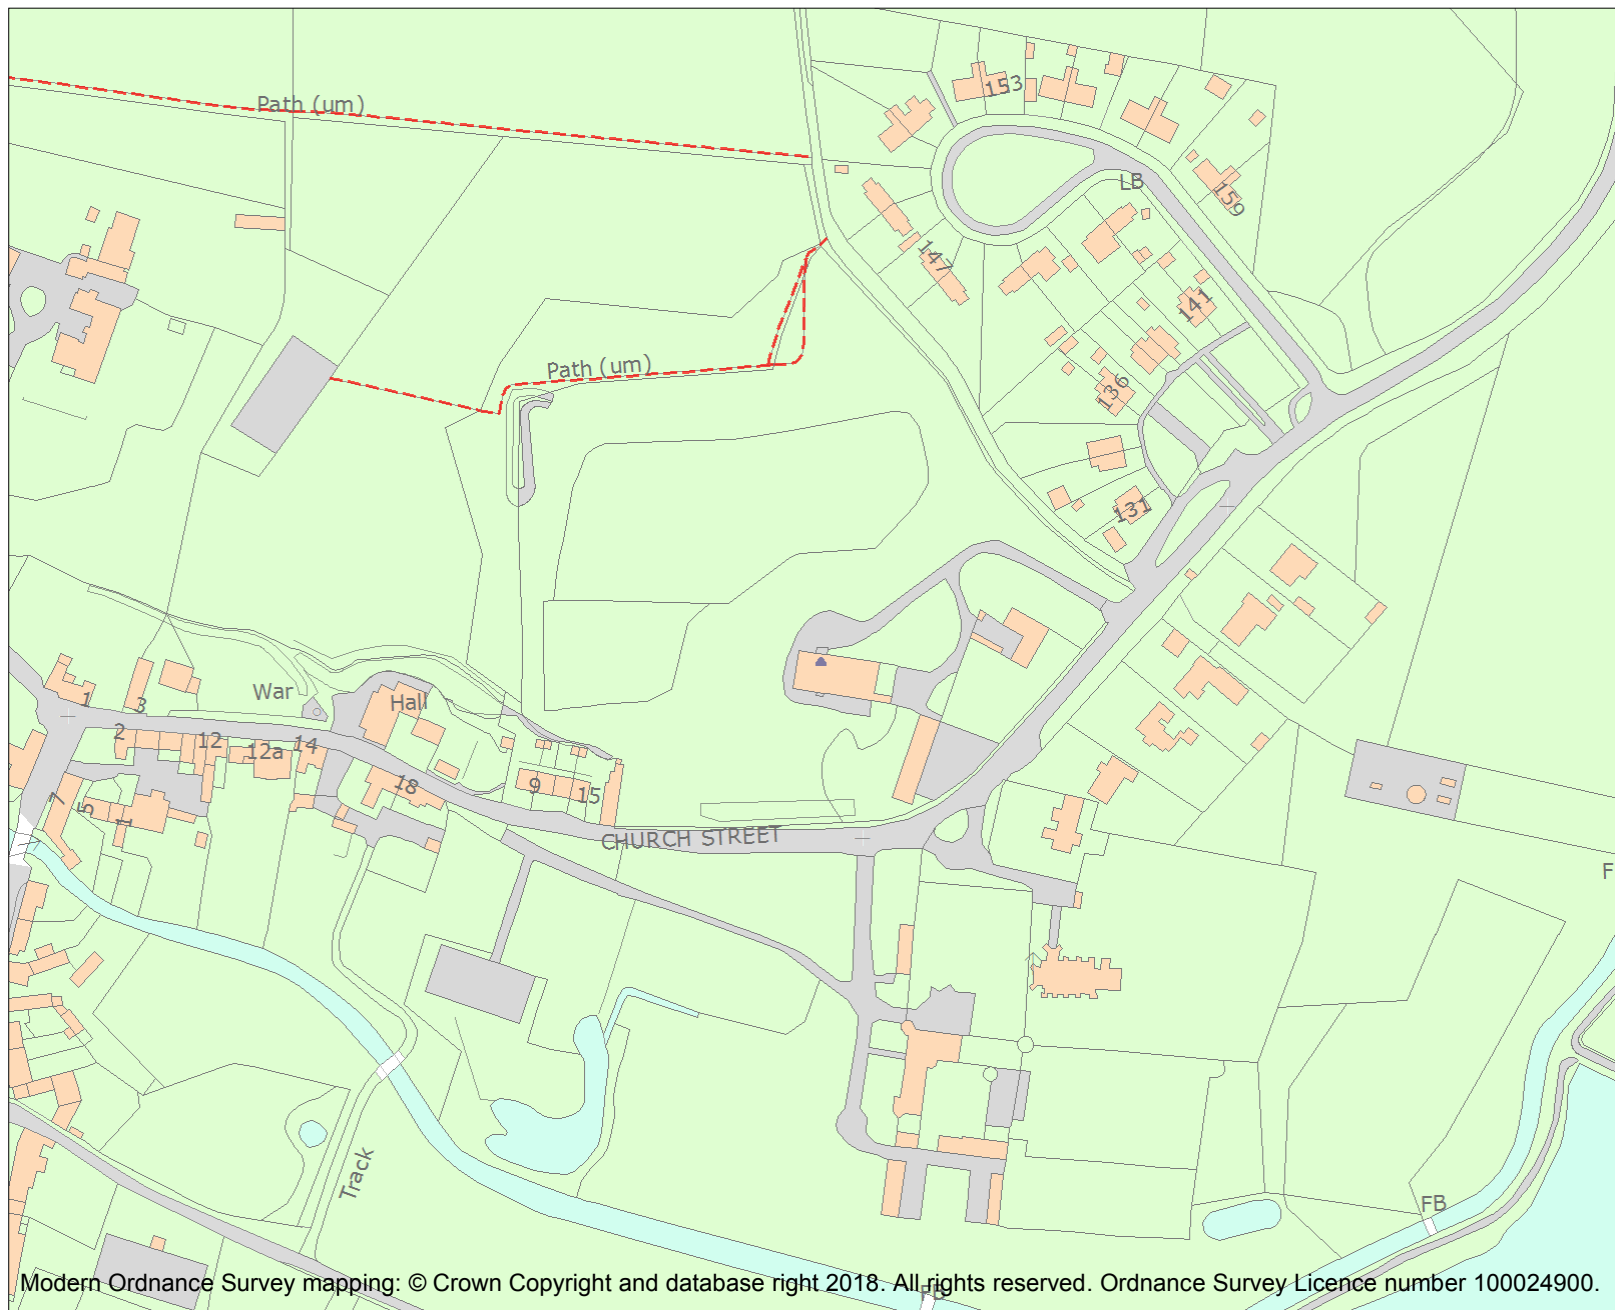 Path (um)
153
LB
159
147
141
Path (um)
136
131
War
Hall
1
3
2
12
12a
14
18
9
15
7
5
1
CHURCH STREET
F
Track
FB
FB
Modern Ordnance Survey mapping: © Crown Copyright and database right 2018. All rights reserved. Ordnance Survey Licence number 100024900.